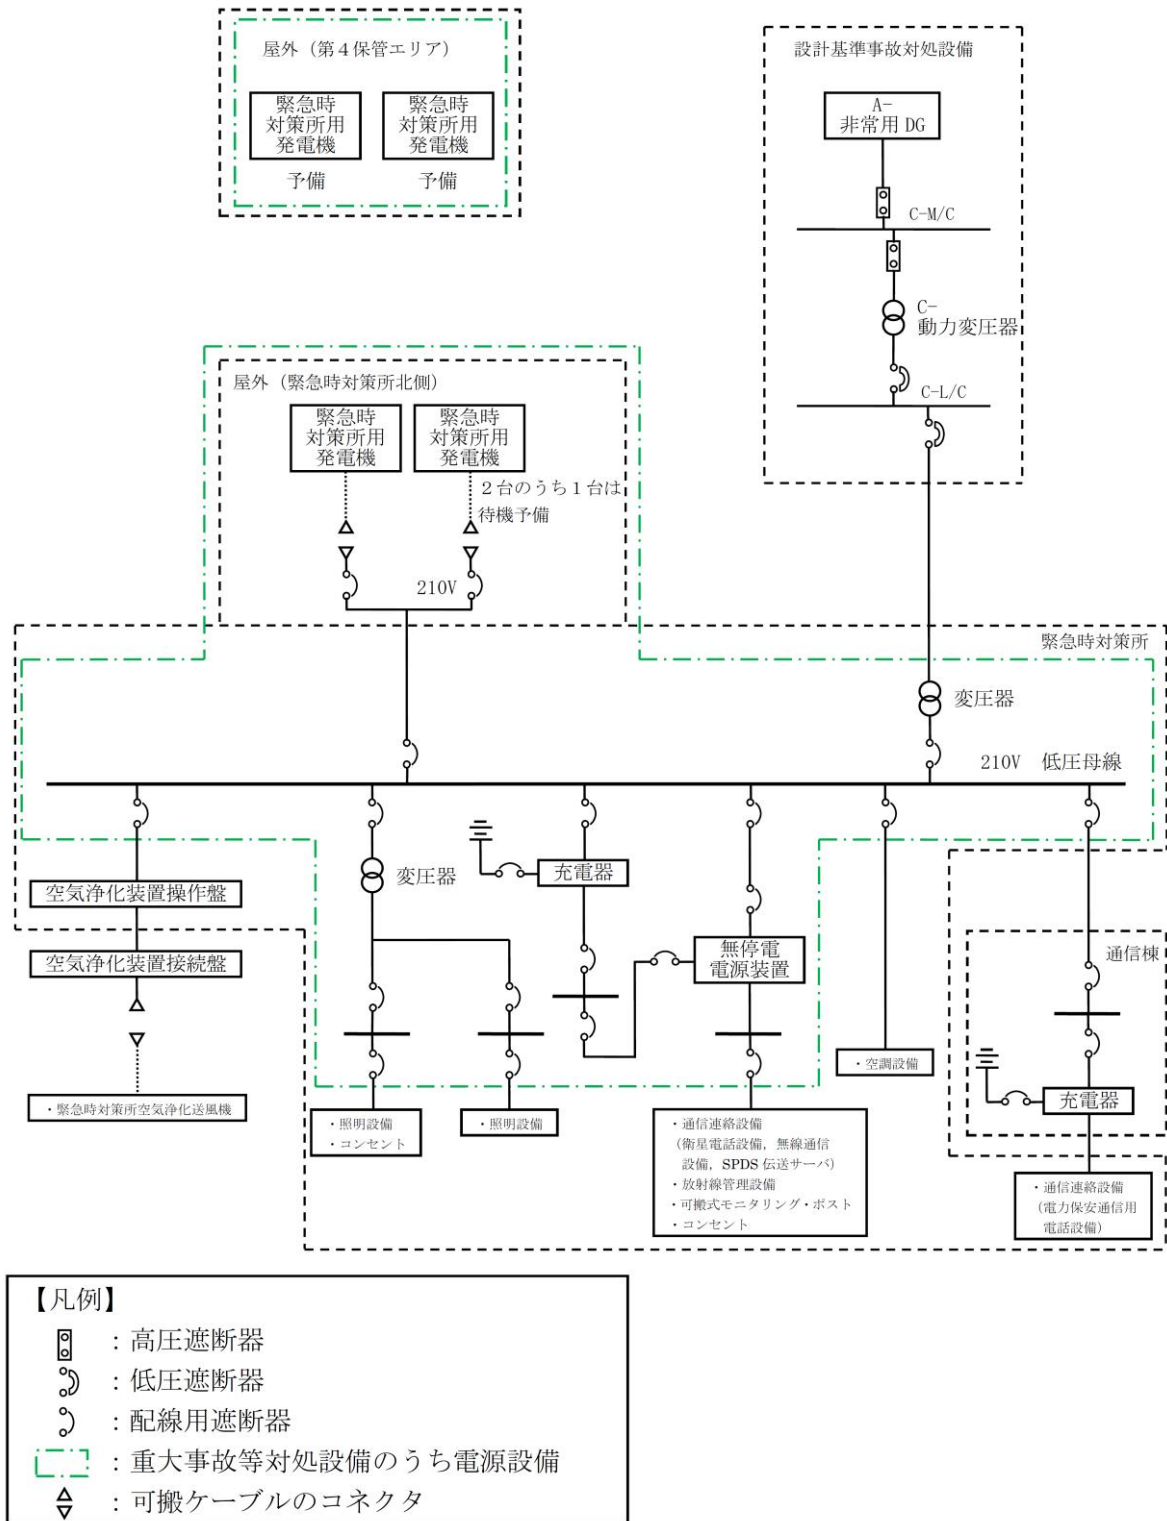 屋外（第４保管エリア）
緊急時
対策所用
発電機
予備
緊急時
対策所用
発電機
予備
設計基準事故対処設備
A-
非常用 DG
C-M/C
C-
動力変圧器
C-L/C
屋外（緊急時対策所北側）
緊急時
対策所用
発電機
緊急時
対策所用
発電機
２台のうち１台は
待機予備
210V
緊急時対策所
変圧器
210V 低圧母線
空気浄化装置操作盤
空気浄化装置接続盤
・緊急時対策所空気浄化送風機
変圧器
・照明設備
・コンセント
・照明設備
充電器
無停電
電源装置
・通信連絡設備
（衛星電話設備，無線通信
設備，SPDS 伝送サーバ）
・放射線管理設備
・可搬式モニタリング・ポスト
・コンセント
・空調設備
通信棟
充電器
・通信連絡設備
（電力保安通信用
電話設備）
【凡例】
：高圧遮断器
：低圧遮断器
：配線用遮断器
：重大事故等対処設備のうち電源設備
：可搬ケーブルのコネクタ